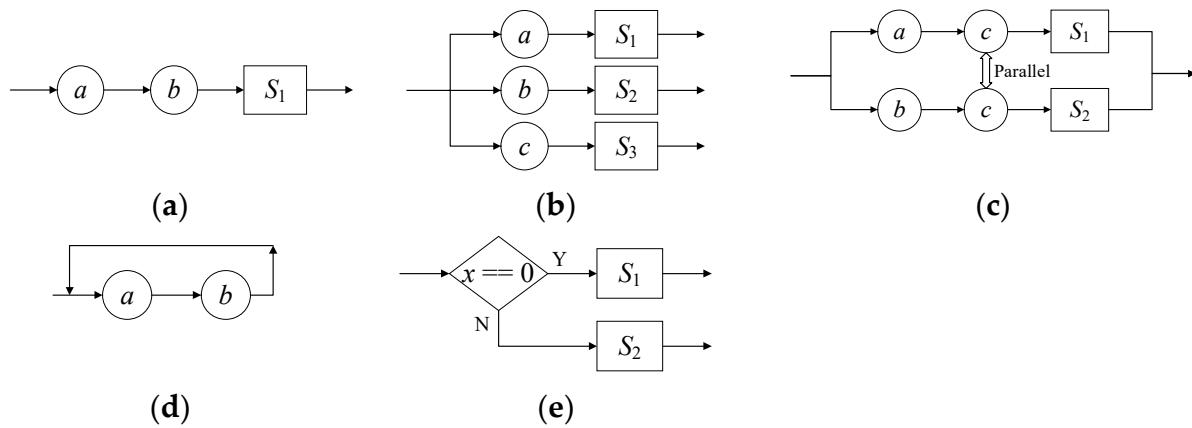 a b S1
(a)
a S1
b S2
c S3
(b)
a c S1
Parallel
b c S2
(c)
a b
(d)
x == 0 Y S1
N S2
(e)